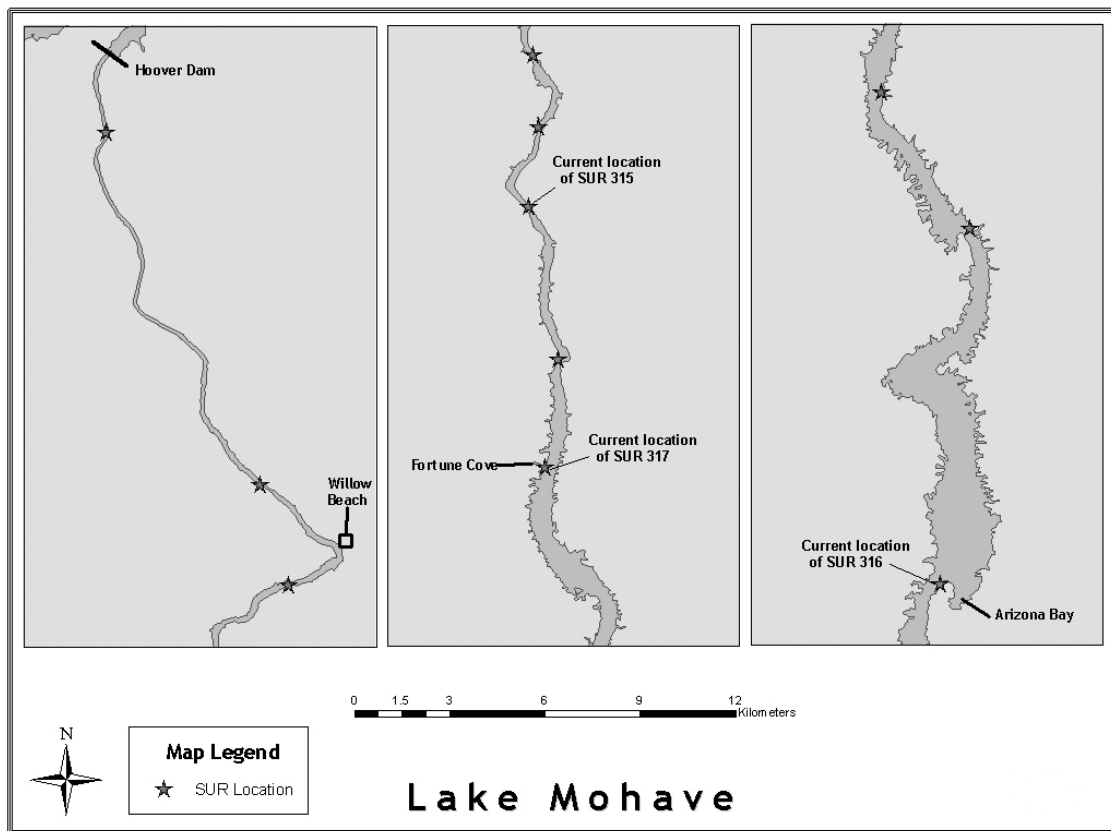 Hoover Dam
Willow
Beach
Current location
of SUR 315
Current location
of SUR 317
Fortune Cove
Current location
of SUR 316
Arizona Bay
0 1.5 3 6 9 12
Kilometers
N
Map Legend
SUR Location
Lake Mohave